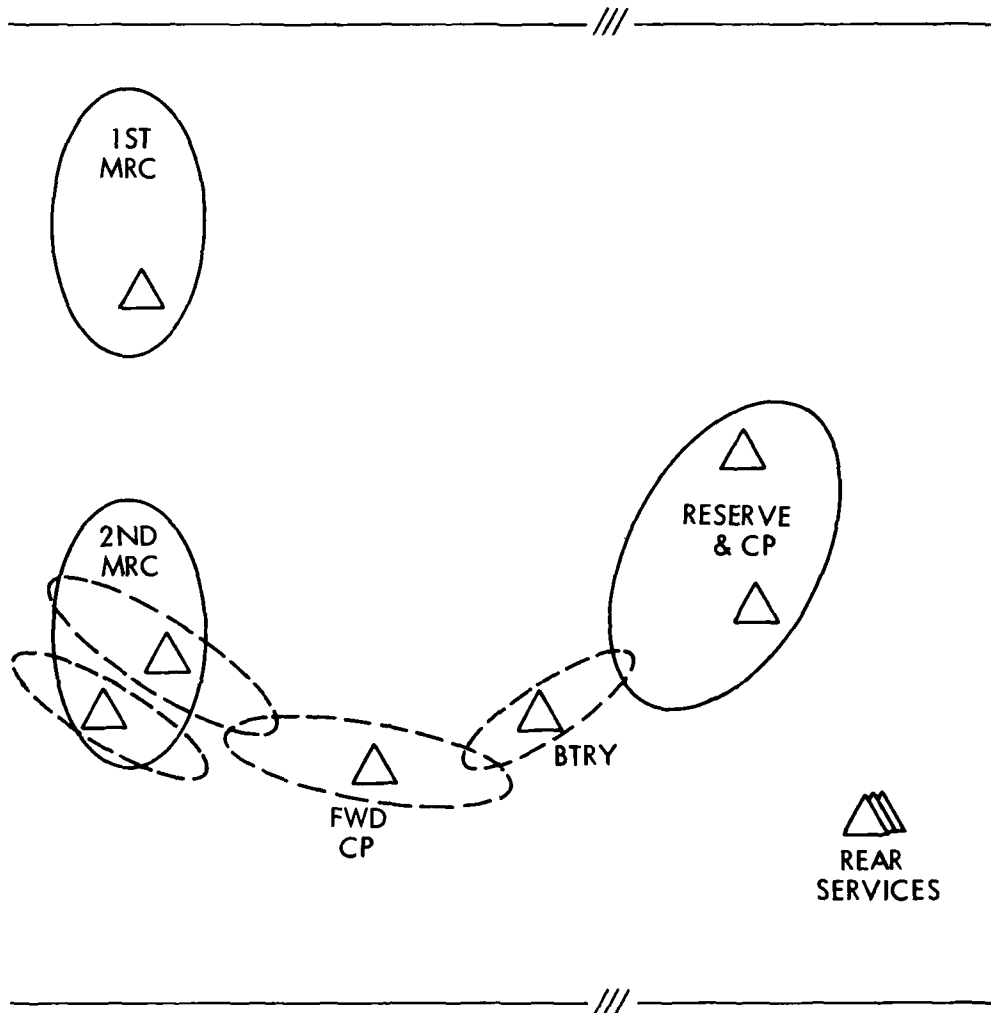 ///
1ST
MRC
2ND
MRC
RESERVE
& CP
BTRY
FWD
CP
REAR
SERVICES
///